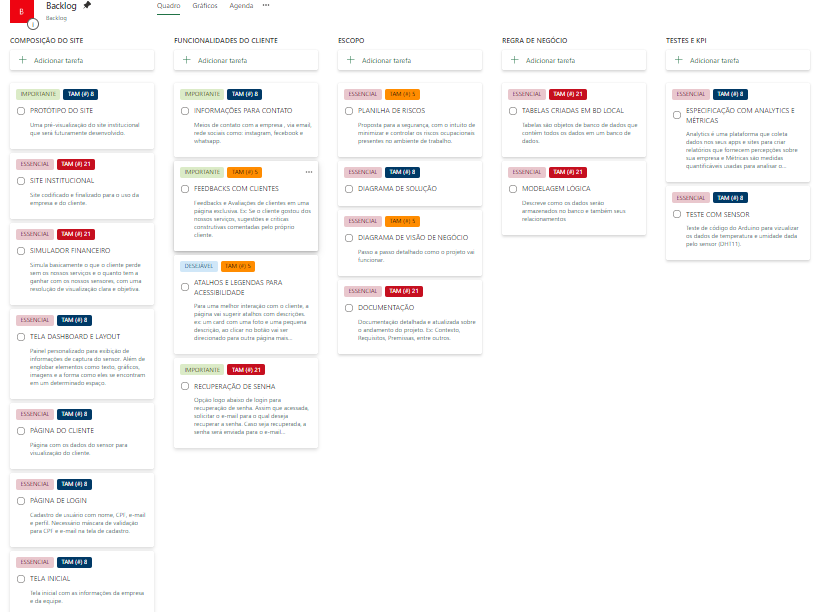 B
Backlog
Backlog
Quadro Gráficos Agenda ···
COMPOSIÇÃO DO SITE
+ Adicionar tarefa
IMPORTANTE TAM (#) 8
PROTÓTIPO DO SITE
Uma pré-visualização do site institucional
que será futuramente desenvolvido.
ESSENCIAL TAM (#) 21
SITE INSTITUCIONAL
Site codificado e finalizado para o uso da
empresa e do cliente.
ESSENCIAL TAM (#) 21
SIMULADOR FINANCEIRO
Simula basicamente o que o cliente perde
sem os nossos serviços e o quanto tem a
ganhar com os nossos sensores, com uma
resolução de visualização clara e objetiva.
ESSENCIAL TAM (#) 8
TELA DASHBOARD E LAYOUT
Painel personalizado para exibição de
informações de captura do sensor. Além de
englobar elementos como texto, gráficos,
imagens e a forma como eles se encontram
em um determinado espaço.
ESSENCIAL TAM (#) 8
PÁGINA DO CLIENTE
Página com os dados do sensor para
visualização do cliente.
ESSENCIAL TAM (#) 8
PÁGINA DE LOGIN
Cadastro de usuário com nome, CPF, e-mail
e perfil. Necessário máscara de validação
para CPF e e-mail na tela de cadastro.
ESSENCIAL TAM (#) 8
TELA INICIAL
Tela inicial com as informações da empresa
e da equipe.
FUNCIONALIDADES DO CLIENTE
+ Adicionar tarefa
IMPORTANTE TAM (#) 8
INFORMAÇÕES PARA CONTATO
Meios de contato com a empresa , via email,
rede sociais como: instagram, fecebook e
whatsapp.
IMPORTANTE TAM (#) 5 ···
FEEDBACKS COM CLIENTES
Feedbacks e Avaliações de clientes em uma
página exclusiva. Ex: Se o cliente gostou dos
nossos serviços, sugestões e críticas
construtivas comentadas pelo próprio
cliente.
DESEJÁVEL TAM (#) 5
ATALHOS E LEGENDAS PARA
ACESSIBILIDADE
Para uma melhor interação com o cliente, a
página vai sugerir atalhos com descrições.
ex: um card com uma foto e uma pequena
descrição, ao clicar no botão vai ser
direcionado para outra página mais...
IMPORTANTE TAM (#) 21
RECUPERAÇÃO DE SENHA
Opção logo abaixo de login para
recuperação de senha. Assim que acessada,
solicitar o e-mail para o qual deseja
recuperar a senha. Caso seja recuperada, a
senha será enviada para o e-mail...
ESCOPO
+ Adicionar tarefa
ESSENCIAL TAM (#) 5
PLANILHA DE RISCOS
Proposta para a segurança, com o intuito de
minimizar e controlar os riscos ocupacionais
presentes no ambiente de trabalho.
ESSENCIAL TAM (#) 8
DIAGRAMA DE SOLUÇÃO
ESSENCIAL TAM (#) 5
DIAGRAMA DE VISÃO DE NEGÓCIO
Passo a passo detalhado como o projeto vai
funcionar.
ESSENCIAL TAM (#) 21
DOCUMENTAÇÃO
Documentação detalhada e atualizada sobre
o andamento do projeto. Ex: Contexto,
Requisitos, Premissas, entre outros.
REGRA DE NEGÓCIO
+ Adicionar tarefa
ESSENCIAL TAM (#) 21
TABELAS CRIADAS EM BD LOCAL
Tabelas são objetos de banco de dados que
contém todos os dados em um banco de
dados.
ESSENCIAL TAM (#) 21
MODELAGEM LÓGICA
Descreve como os dados serão
armazenados no banco e também seus
relacionamentos
TESTES E KPI
+ Adicionar tarefa
ESSENCIAL TAM (#) 8
ESPECIFICAÇÃO COM ANALYTICS E
MÉTRICAS
Analytics é uma plataforma que coleta
dados nos seus apps e sites para criar
relatórios que fornecem percepções sobre
sua empresa e Métricas são medidas
quantificáveis usadas para analisar o...
ESSENCIAL TAM (#) 8
TESTE COM SENSOR
Teste de código do Arduino para vizualizar
os dados de temperatura e umidade dada
pelo sensor (DHT11).